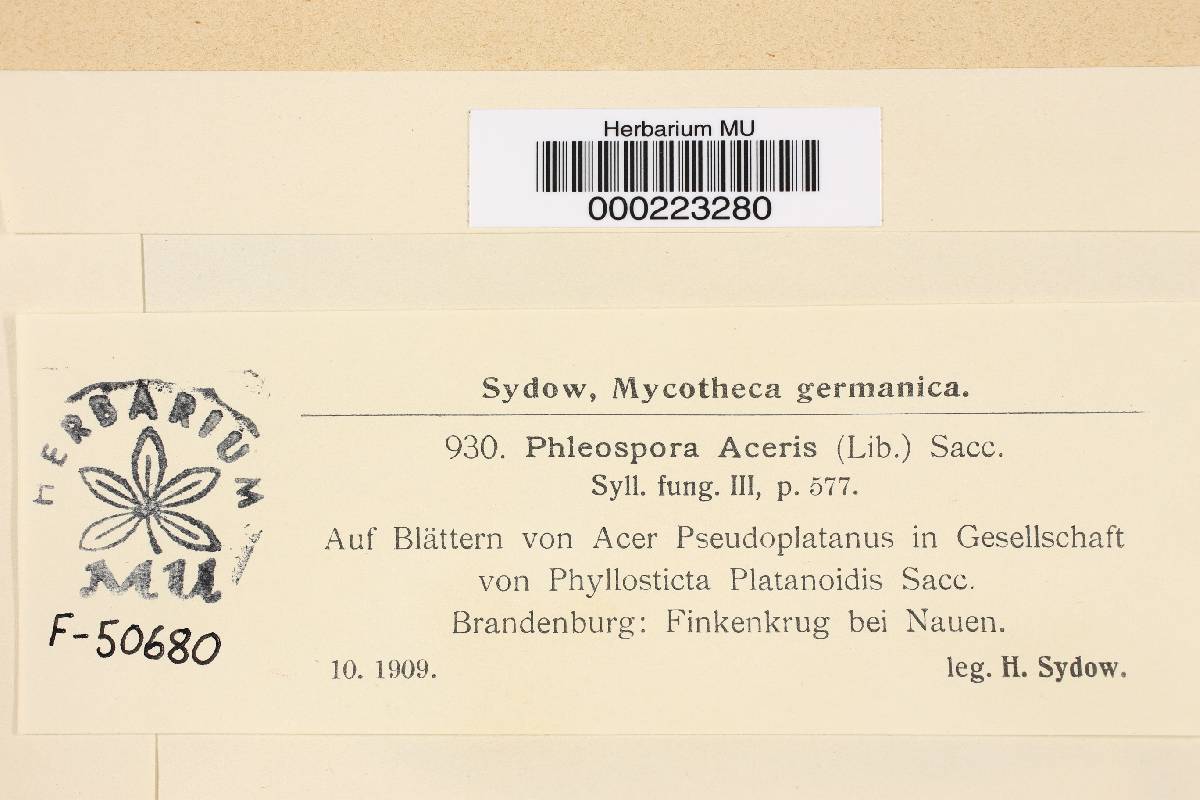 Herbarium MU
000223280
HERBARIUM
MU
F-50680
Sydow, Mycotheca germanica.
930. Phleospora Aceris (Lib.) Sacc.
Syll. fung. III, p. 577.
Auf Blättern von Acer Pseudoplatanus in Gesellschaft
von Phyllosticta Platanoidis Sacc.
Brandenburg: Finkenkrug bei Nauen.
10. 1909. leg. H. Sydow.